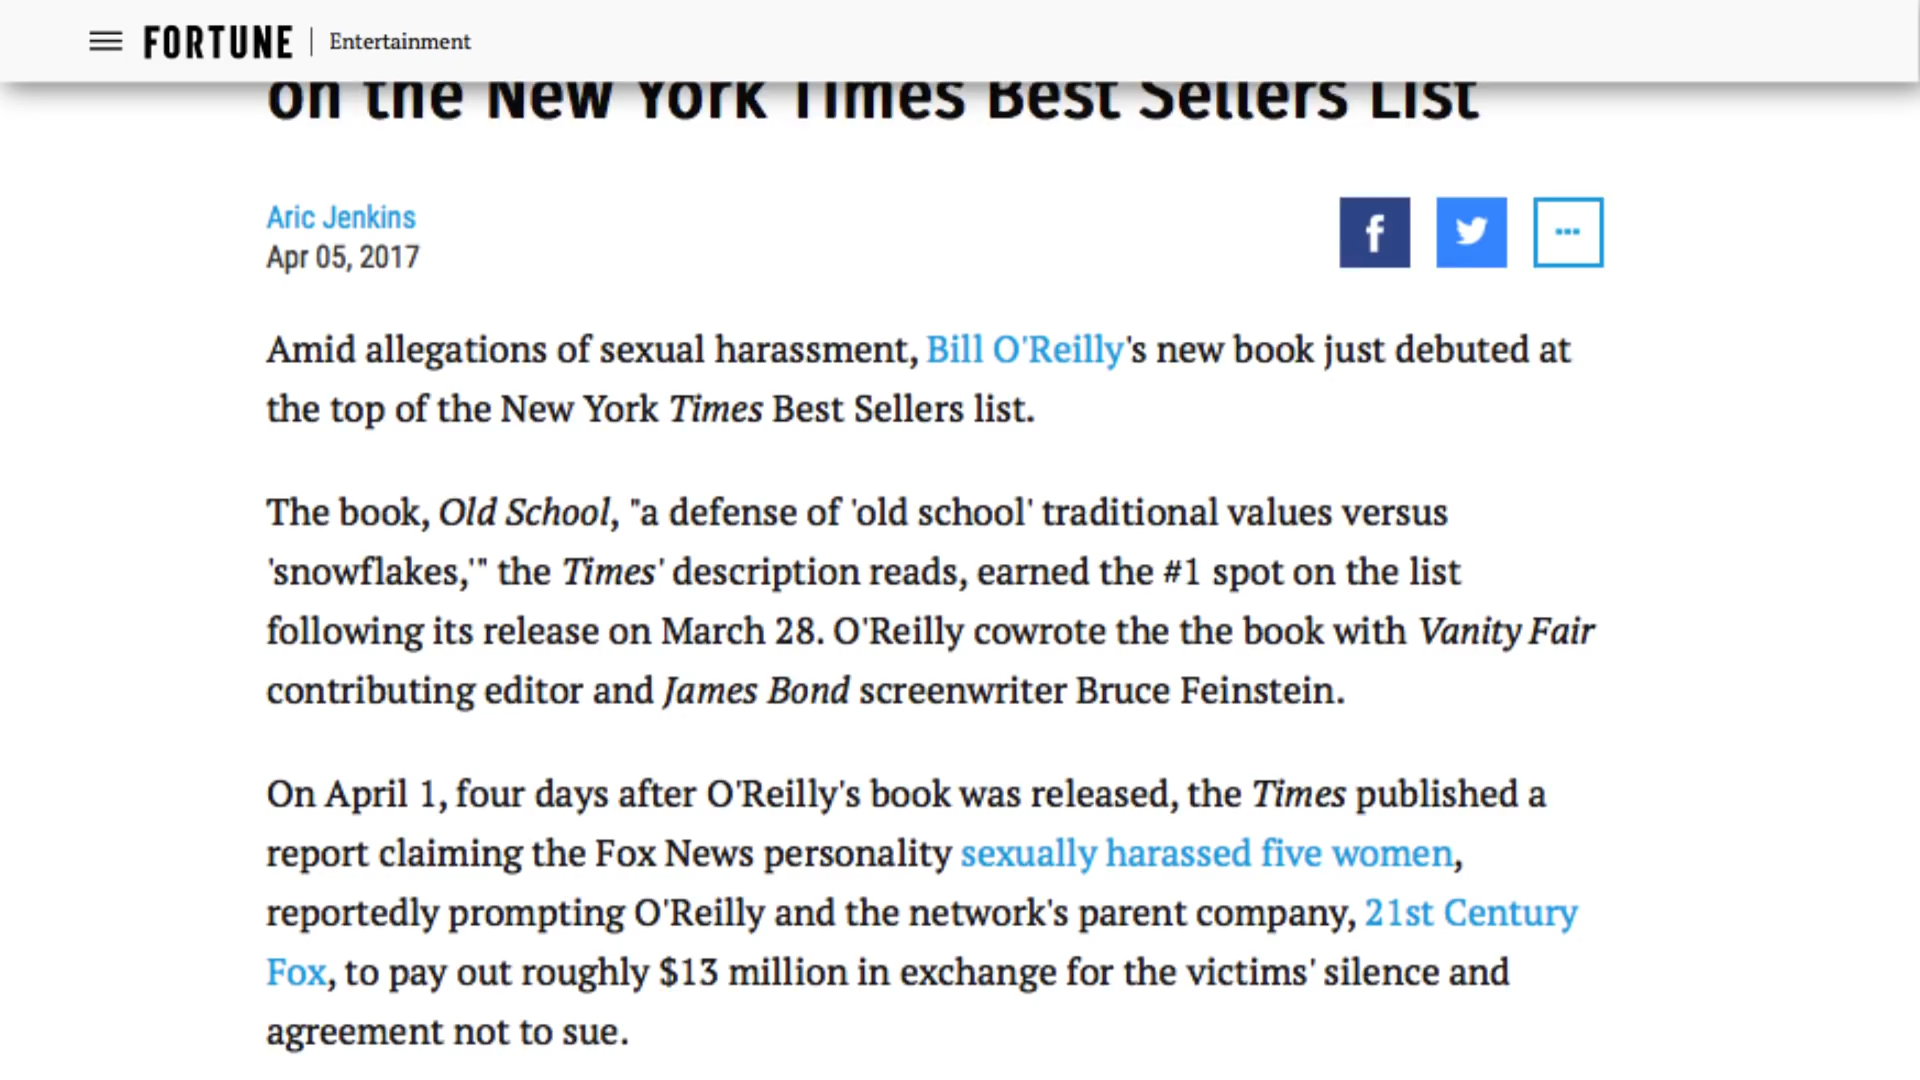 FORTUNE | Entertainment
on the New York Times Best Sellers List
Aric Jenkins
Apr 05, 2017
Amid allegations of sexual harassment, Bill O'Reilly's new book just debuted at
the top of the New York Times Best Sellers list.
The book, Old School, "a defense of 'old school' traditional values versus
'snowflakes,'" the Times' description reads, earned the #1 spot on the list
following its release on March 28. O'Reilly cowrote the the book with Vanity Fair
contributing editor and James Bond screenwriter Bruce Feinstein.
On April 1, four days after O'Reilly's book was released, the Times published a
report claiming the Fox News personality sexually harassed five women,
reportedly prompting O'Reilly and the network's parent company, 21st Century
Fox, to pay out roughly $13 million in exchange for the victims' silence and
agreement not to sue.